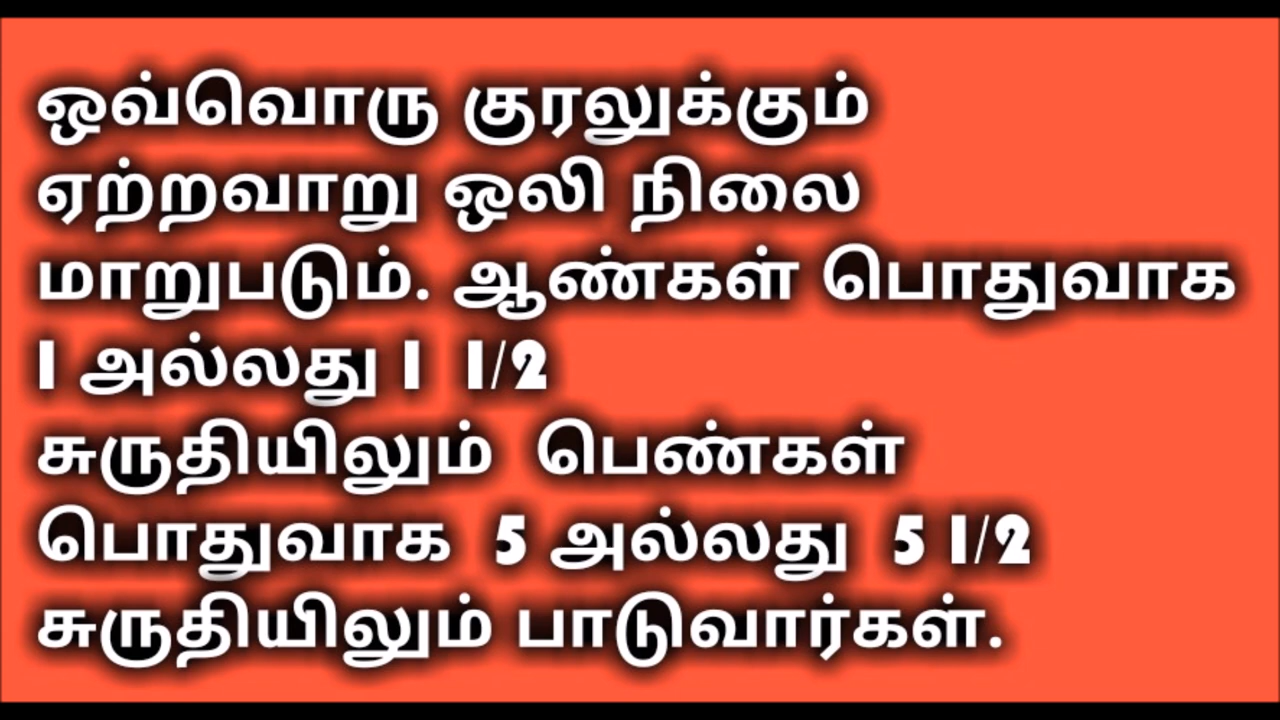 ஒவ்வொரு குரலுக்கும்
ஏற்றவாறு ஒலி நிலை
மாறுபடும். ஆண்கள் பொதுவாக
1 அல்லது 1 1/2
சுருதியிலும் பெண்கள்
பொதுவாக 5 அல்லது 5 1/2
சுருதியிலும் பாடுவார்கள்.